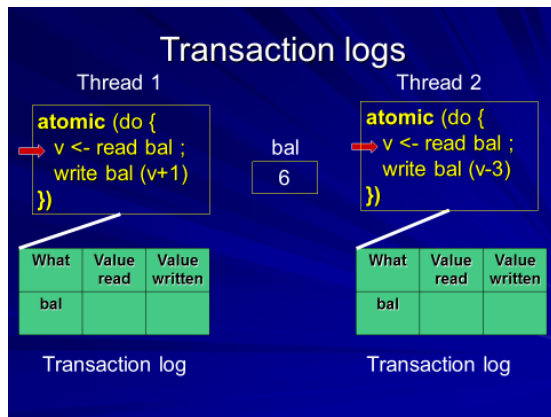 Transaction logs
Thread 1
atomic (do {
v <- read bal ;
write bal (v+1)
})
bal
6
Thread 2
atomic (do {
v <- read bal ;
write bal (v-3)
})
What Value read Value written
bal
Transaction log
What Value read Value written
bal
Transaction log